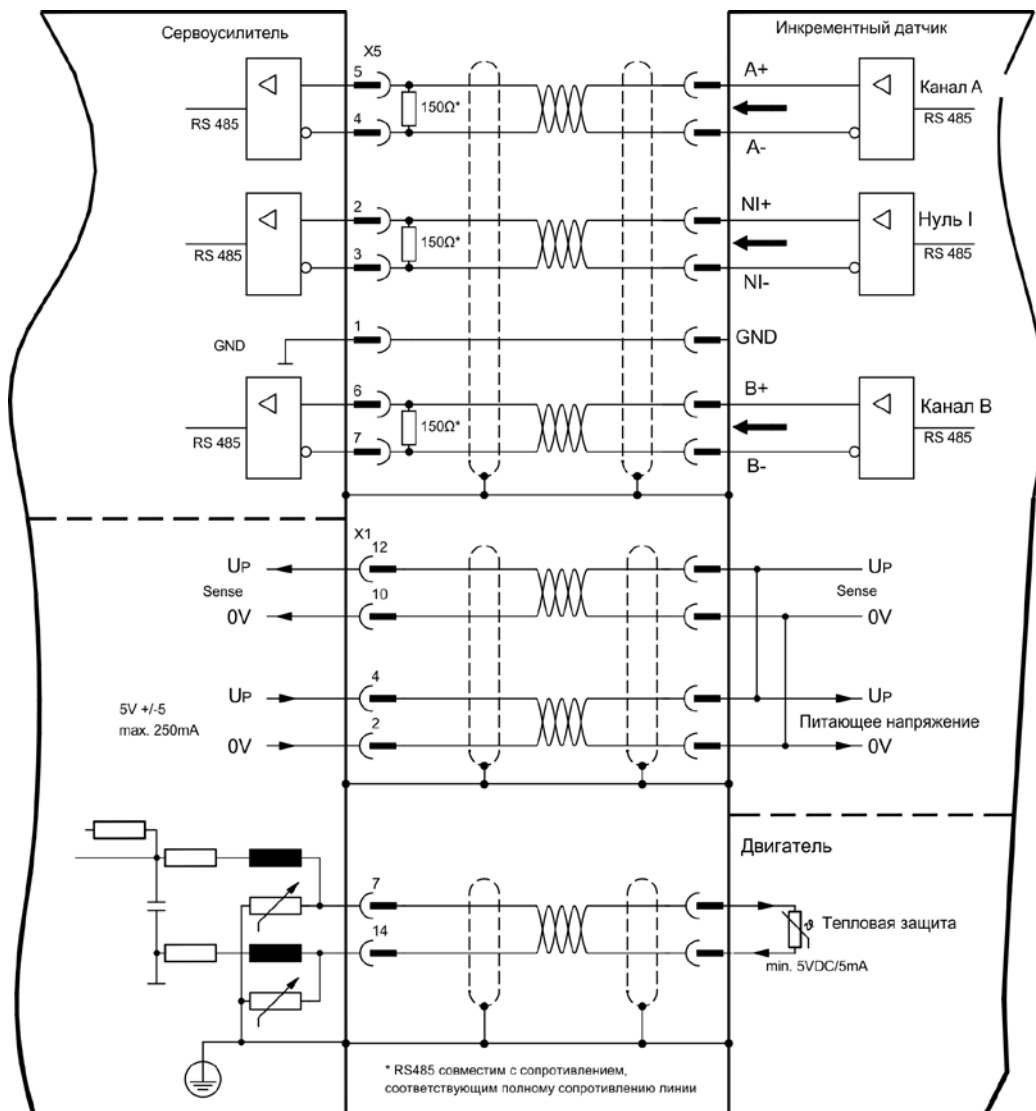 Сервоусилитель
Инкрементный датчик
X5
5
A+
Канал А
150Ω*
RS 485
RS 485
4
A-
2
NI+
Нуль I
150Ω*
RS 485
RS 485
3
NI-
1
GND
GND
6
B+
Канал В
150Ω*
RS 485
RS 485
7
B-
X1
12
UP
UP
Sense
Sense
10
0V
0V
4
UP
UP
5V +/-5
max. 250mA
Питающее напряжение
2
0V
0V
Двигатель
7
ϑ
Тепловая защита
14
min. 5VDC/5mA
* RS485 совместим с сопротивлением,
соответствующим полному сопротивлению линии